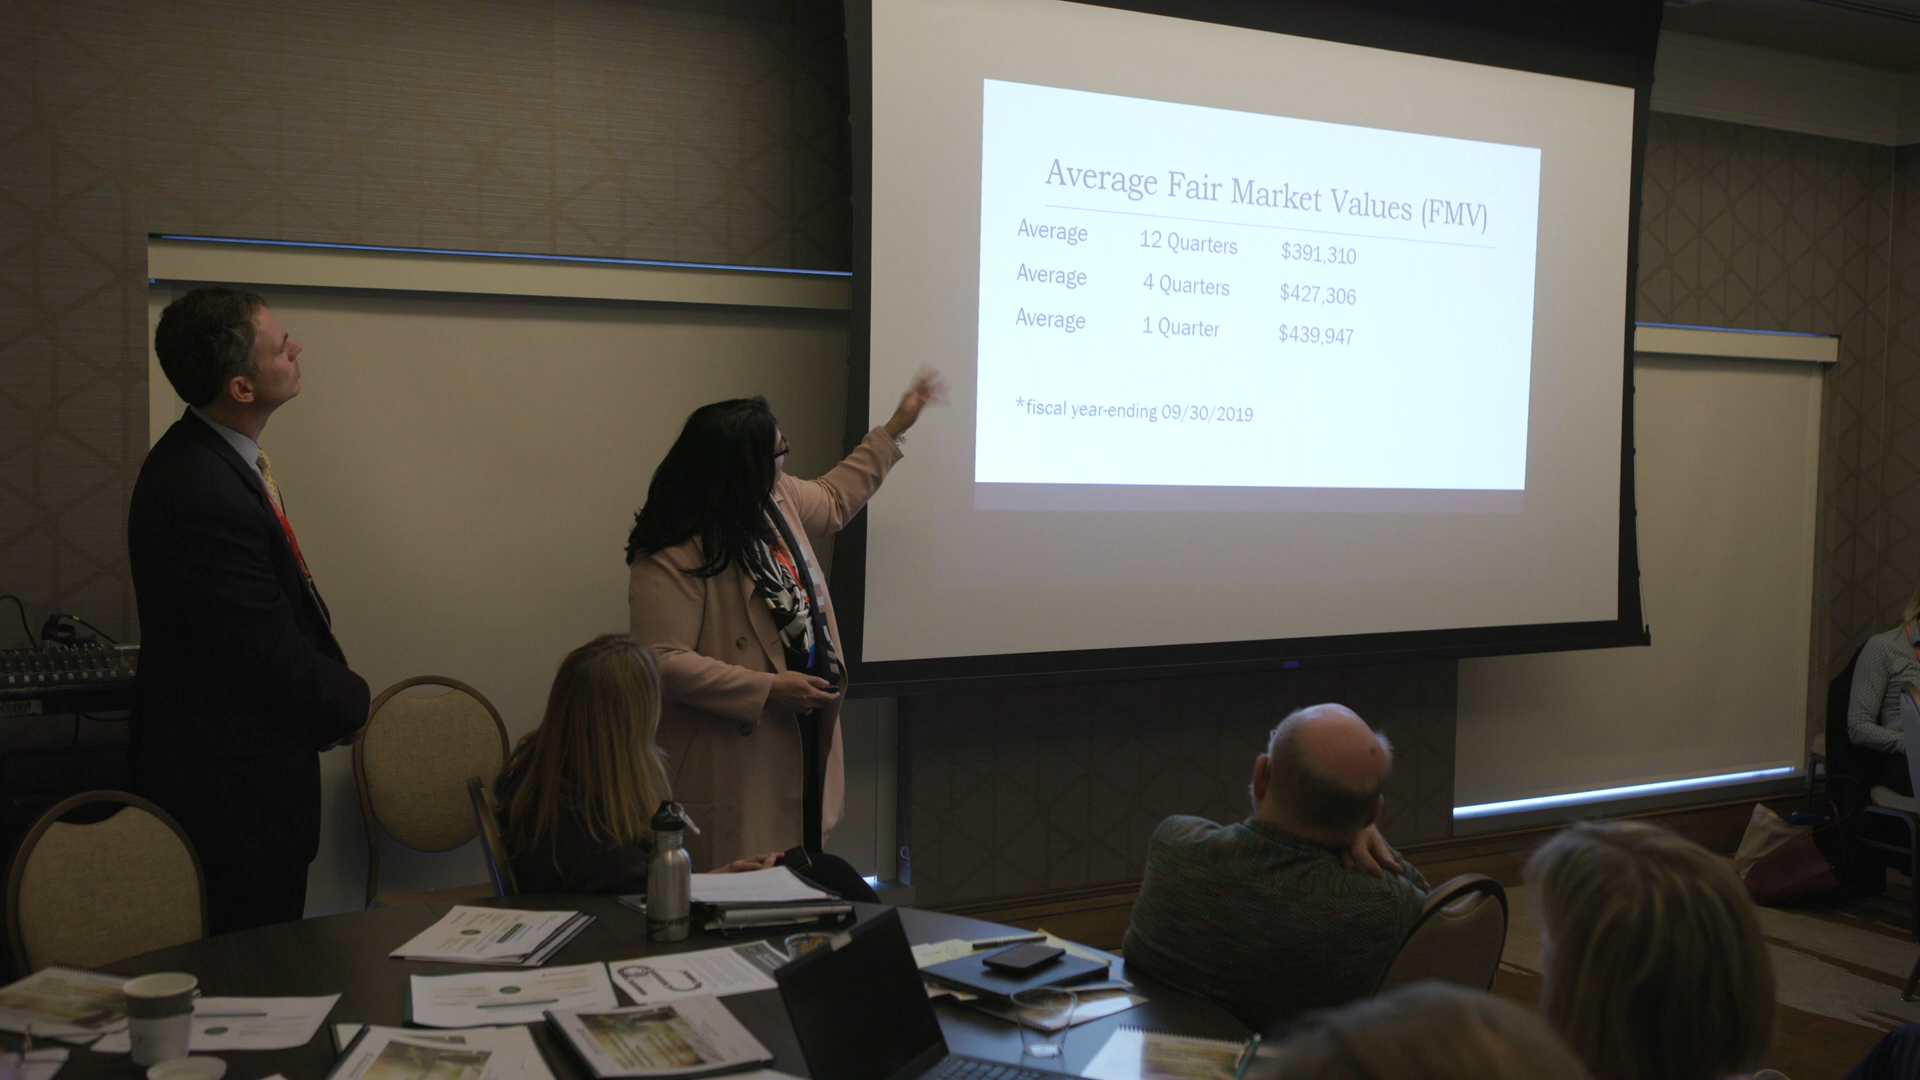 Average Fair Market Values (FMV)
Average 12 Quarters $391,310
Average 4 Quarters $427,306
Average 1 Quarter $439,947
*fiscal year-ending 09/30/2019